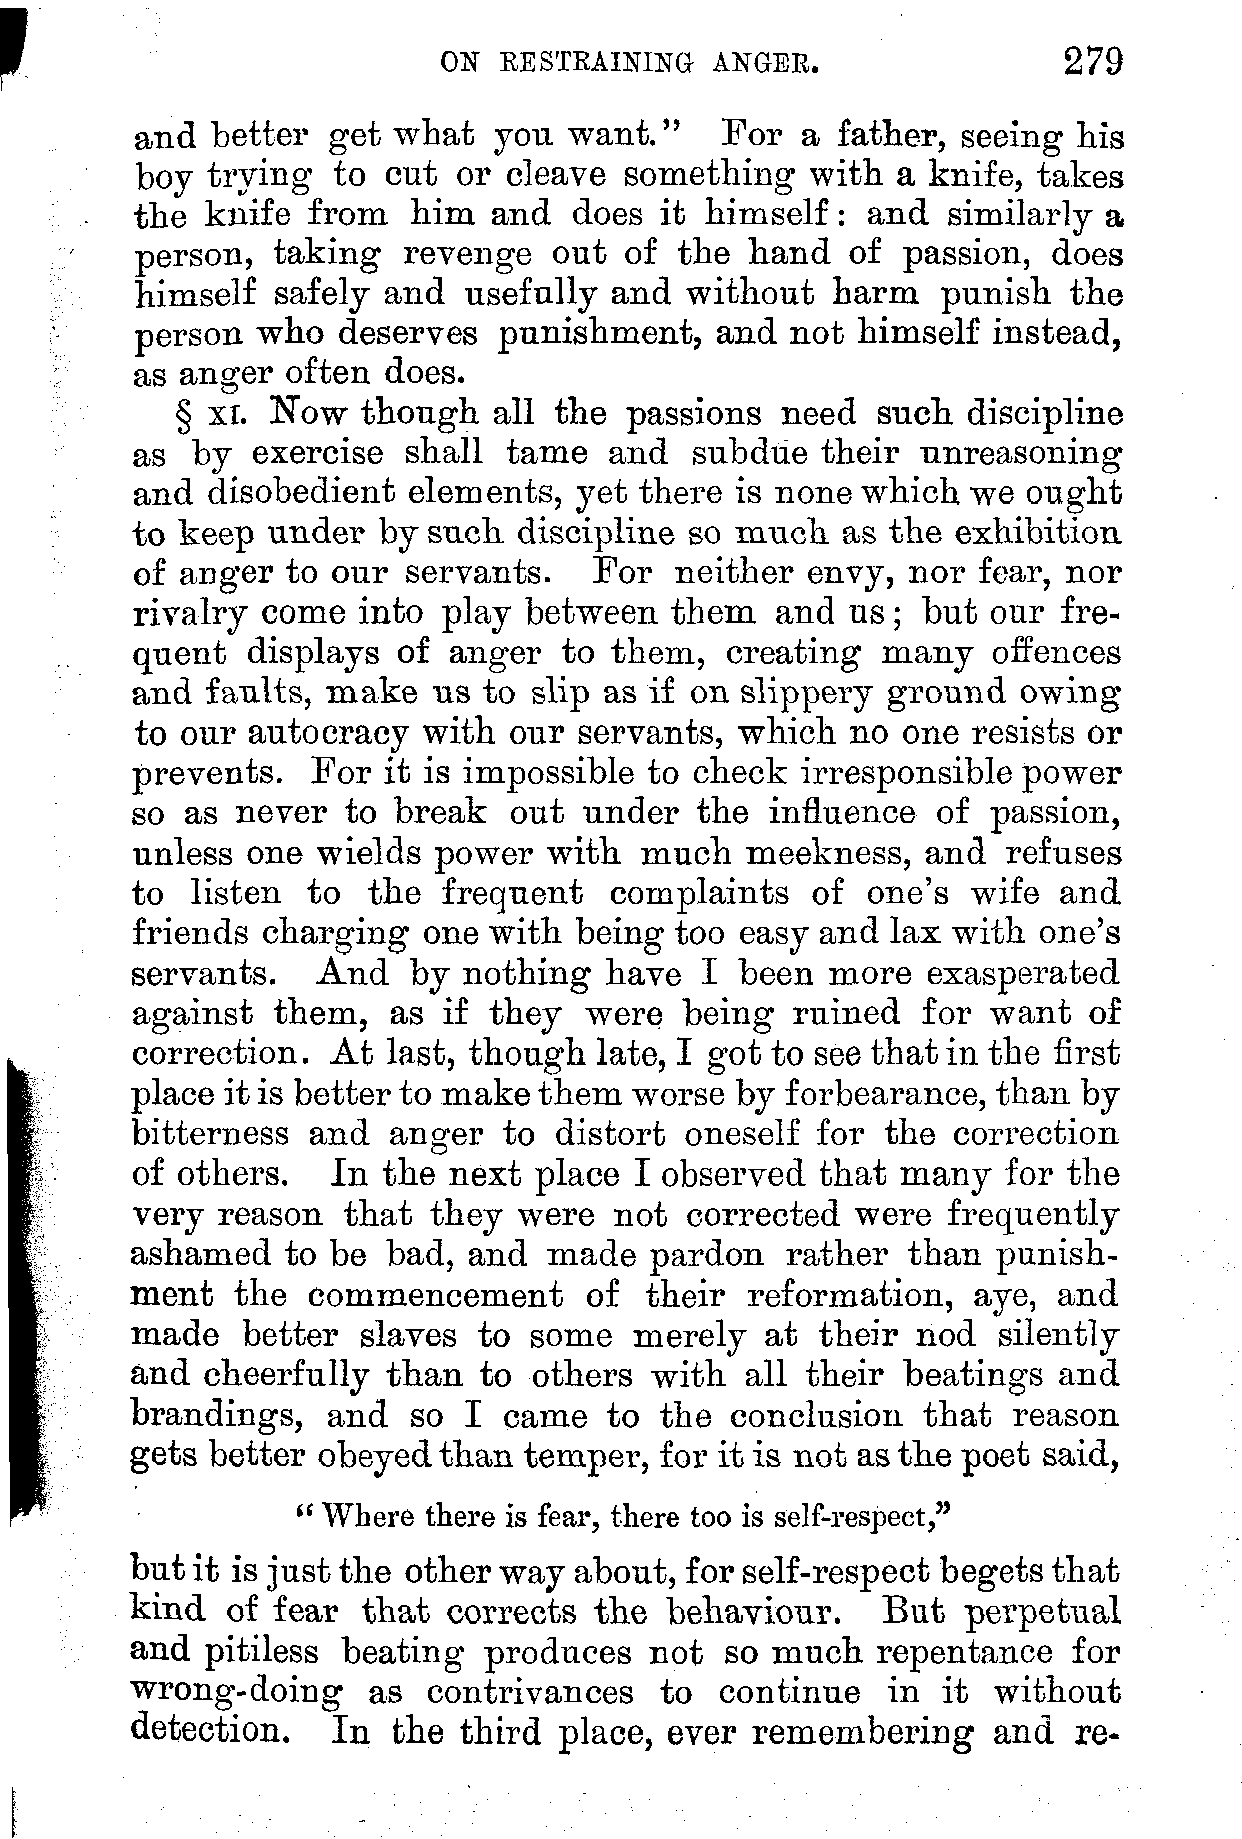 ON RESTRAINING ANGER. 279
and better get what you want." For a father, seeing his
boy trying to cut or cleave something with a knife, takes
the knife from him and does it himself: and similarly a
person, taking revenge out of the hand of passion, does
himself safely and usefully and without harm punish the
person who deserves punishment, and not himself instead,
as anger often does.
§ XI. Now though all the passions need such discipline
as by exercise shall tame and subdue their unreasoning
and disobedient elements, yet there is none which we ought
to keep under by such discipline so much as the exhibition
of anger to our servants. For neither envy, nor fear, nor
rivalry come into play between them and us; but our fre-
quent displays of anger to them, creating many offences
and faults, make us to slip as if on slippery ground owing
to our autocracy with our servants, which no one resists or
prevents. For it is impossible to check irresponsible power
so as never to break out under the influence of passion,
unless one wields power with much meekness, and refuses
to listen to the frequent complaints of one's wife and
friends charging one with being too easy and lax with one's
servants. And by nothing have I been more exasperated
against them, as if they were being ruined for want of
correction. At last, though late, I got to see that in the first
place it is better to make them worse by forbearance, than by
bitterness and anger to distort oneself for the correction
of others. In the next place I observed that many for the
very reason that they were not corrected were frequently
ashamed to be bad, and made pardon rather than punish-
ment the commencement of their reformation, aye, and
made better slaves to some merely at their nod silently
and cheerfully than to others with all their beatings and
brandings, and so I came to the conclusion that reason
gets better obeyed than temper, for it is not as the poet said,
"Where there is fear, there too is self-respect,"
but it is just the other way about, for self-respect begets that
kind of fear that corrects the behaviour. But perpetual
and pitiless beating produces not so much repentance for
wrong-doing as contrivances to continue in it without
detection. In the third place, ever remembering and re-